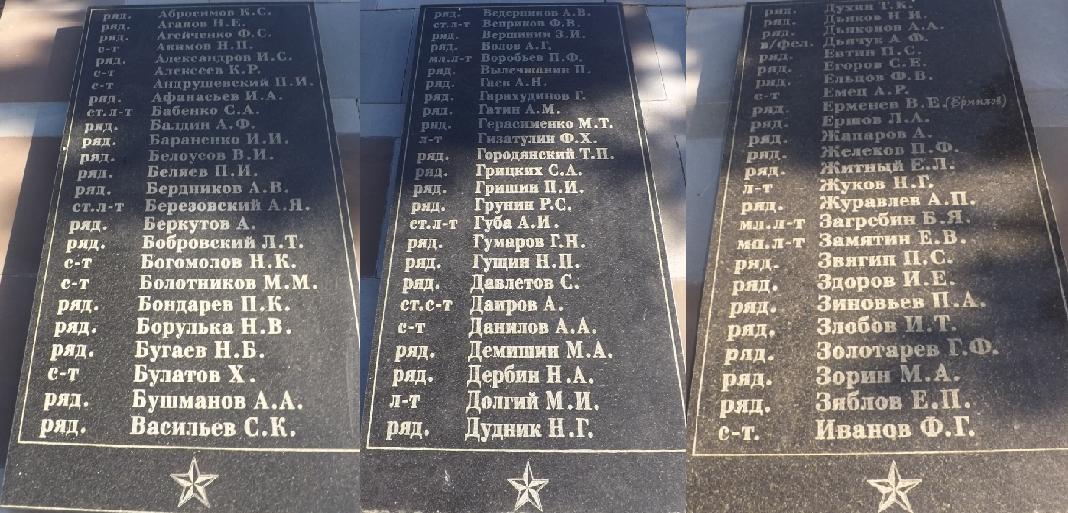 ряд. Абросимов К.С.
ряд. Аганов Н.Е.
ряд. Агейченко Ф.С.
с-т Анимов Н.П.
ряд. Александров И.С.
с-т Алексеев К.Р.
с-т Андрушевский П.И.
ряд. Афанасьев И.А.
ст.л-т Бабенко С.А.
ряд. Балдин А.Ф.
ряд. Бараненко И.И.
ряд. Белоусов В.И.
ряд. Беляев П.И.
ряд. Бердников А.В.
ст.л-т Березовский А.Я.
ряд. Беркутов А.
ряд. Бобровский Л.Т.
с-т Богомолов Н.К.
с-т Болотников М.М.
ряд. Бондарев П.К.
ряд. Борулька Н.В.
ряд. Бугаев Н.Б.
с-т Булатов Х.
ряд. Бушманов А.А.
ряд. Васильев С.К.
ряд. Ведерников А.В.
ст.л-т Веприков Ф.В.
ряд. Вершинин З.И.
ряд. Волов А.Г.
мл.л-т Воробьев П.Ф.
ряд. Вылегжанин П.
ряд. Гаси А.Н.
ряд. Гарахудинов Г.
ряд. Гатин А.М.
ряд. Герасименко М.Т.
л-т Гизатулин Ф.Х.
ряд. Городянский Т.П.
ряд. Грицких С.А.
ряд. Гришин П.И.
ряд. Грунин Р.С.
ст.л-т Губа А.И.
ряд. Гумаров Г.Н.
ряд. Гущин Н.П.
ряд. Давлетов С.
ст.с-т Даиров А.
с-т Данилов А.А.
ряд. Демишин М.А.
ряд. Дербин Н.А.
л-т Долгий М.И.
ряд. Дудник Н.Г.
ряд. Духин Т.К.
ряд. Дьяков Н.И.
ряд. Дьяконов А.А.
в/фел. Дьячук А.Ф.
ряд. Евтин П.С.
ряд. Егоров С.Е.
ряд. Ельцов Ф.В.
с-т Емец А.Р.
ряд. Ерменев В.Е. (Ермилов)
ряд. Ершов Л.А.
ряд. Жапаров А.
ряд. Желеков П.Ф.
ряд. Житный Е.Л.
л-т Жуков Н.Г.
ряд. Журавлев А.П.
мл.л-т Загребин Б.Я.
мл.л-т Замятин Е.В.
ряд. Звягин П.С.
ряд. Здоров И.Е.
ряд. Зиновьев П.А.
ряд. Злобов И.Т.
ряд. Золотарев Г.Ф.
ряд. Зорин М.А.
ряд. Зяблов Е.П.
с-т. Иванов Ф.Г.